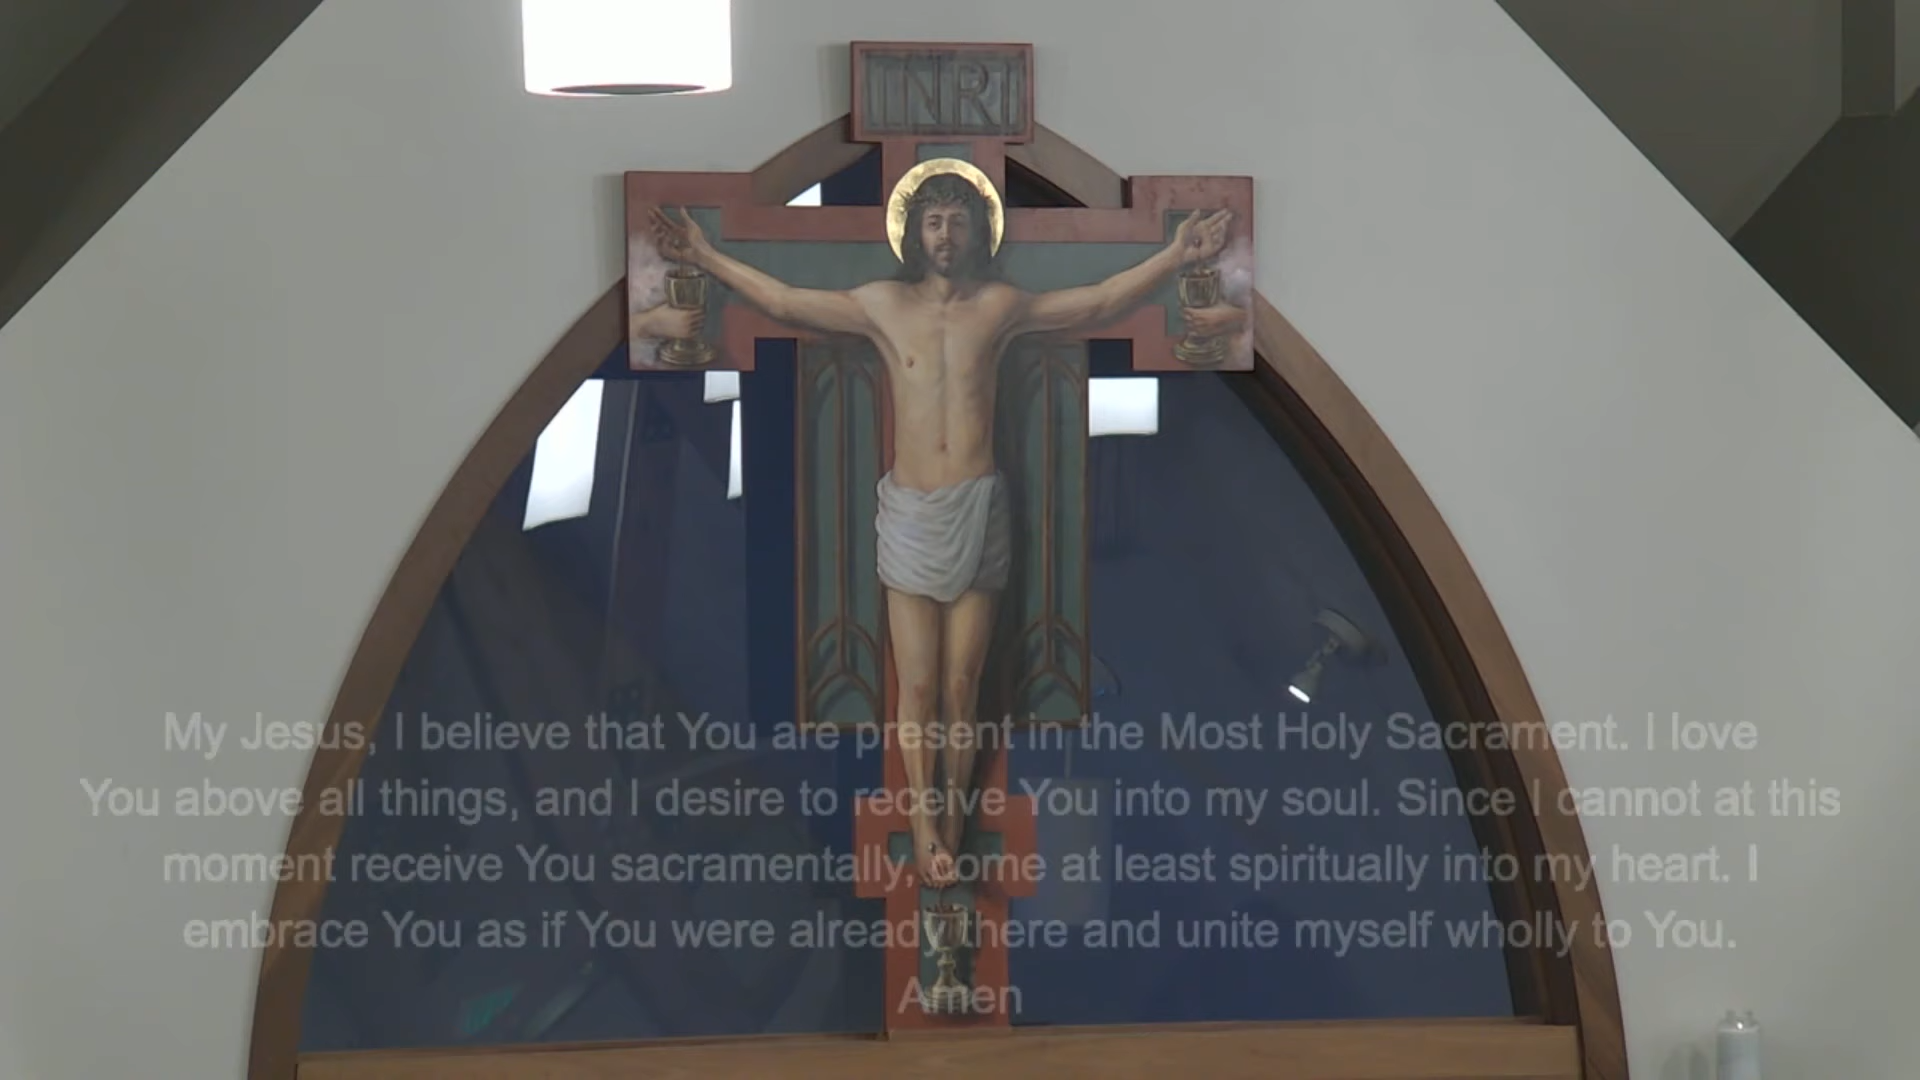 INRI
My Jesus, I believe that You are present in the Most Holy Sacrament. I love
You above all things, and I desire to receive You into my soul. Since I cannot at this
moment receive You sacramentally, come at least spiritually into my heart. I
embrace You as if You were already there and unite myself wholly to You.
Amen